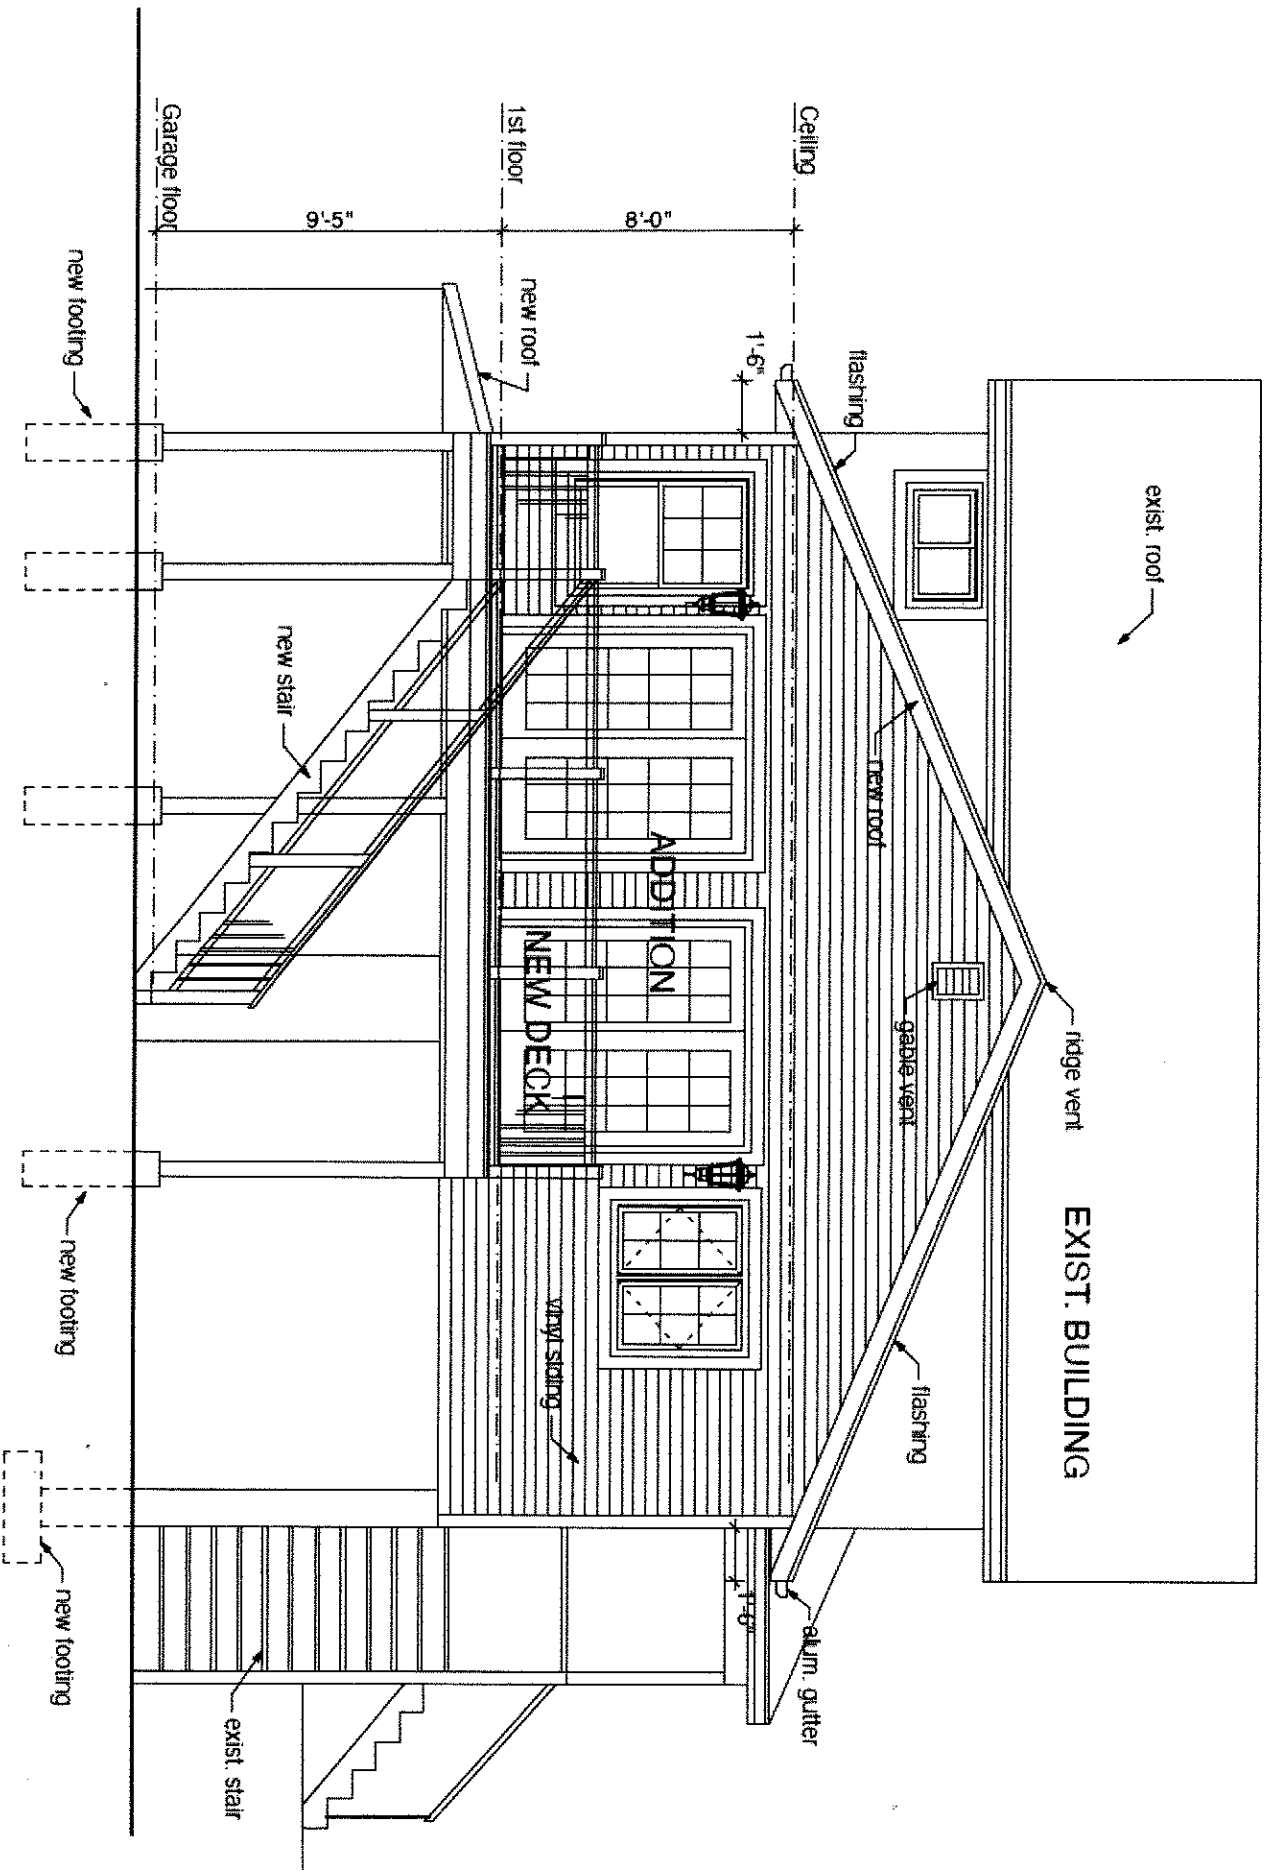 exist. roof
EXIST. BUILDING
ridge vent
flashing
flashing
new roof
gable vent
Ceiling
1'-6"
1'-6"
alum. gutter
8'-0"
ADDITION
NEW DECK
vinyl siding
1st floor
new roof
9'-5"
new stair
exist. stair
Garage floor
new footing
new footing
new footing